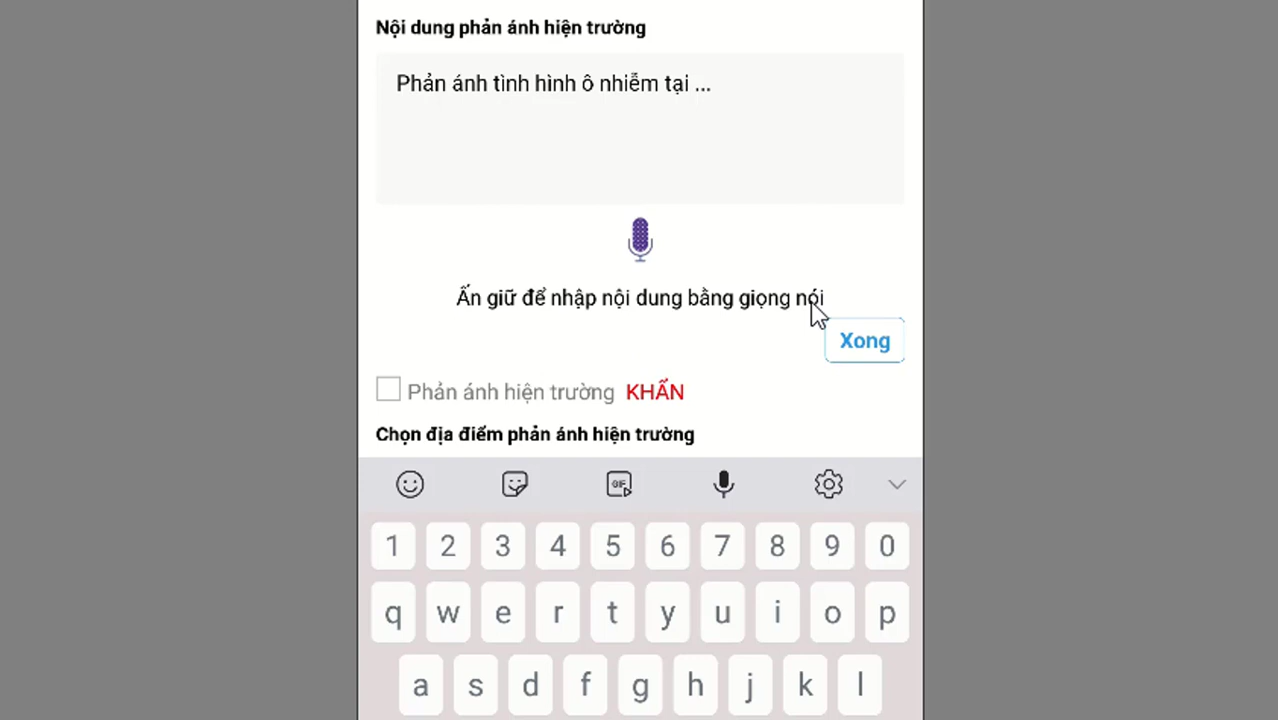 Nội dung phản ánh hiện trường
Phản ánh tình hình ô nhiễm tại ...
Ấn giữ để nhập nội dung bằng giọng nói
Xong
Phản ánh hiện trường KHẨN
Chọn địa điểm phản ánh hiện trường
GIF
1 2 3 4 5 6 7 8 9 0
q w e r t y u i o p
a s d f g h j k l